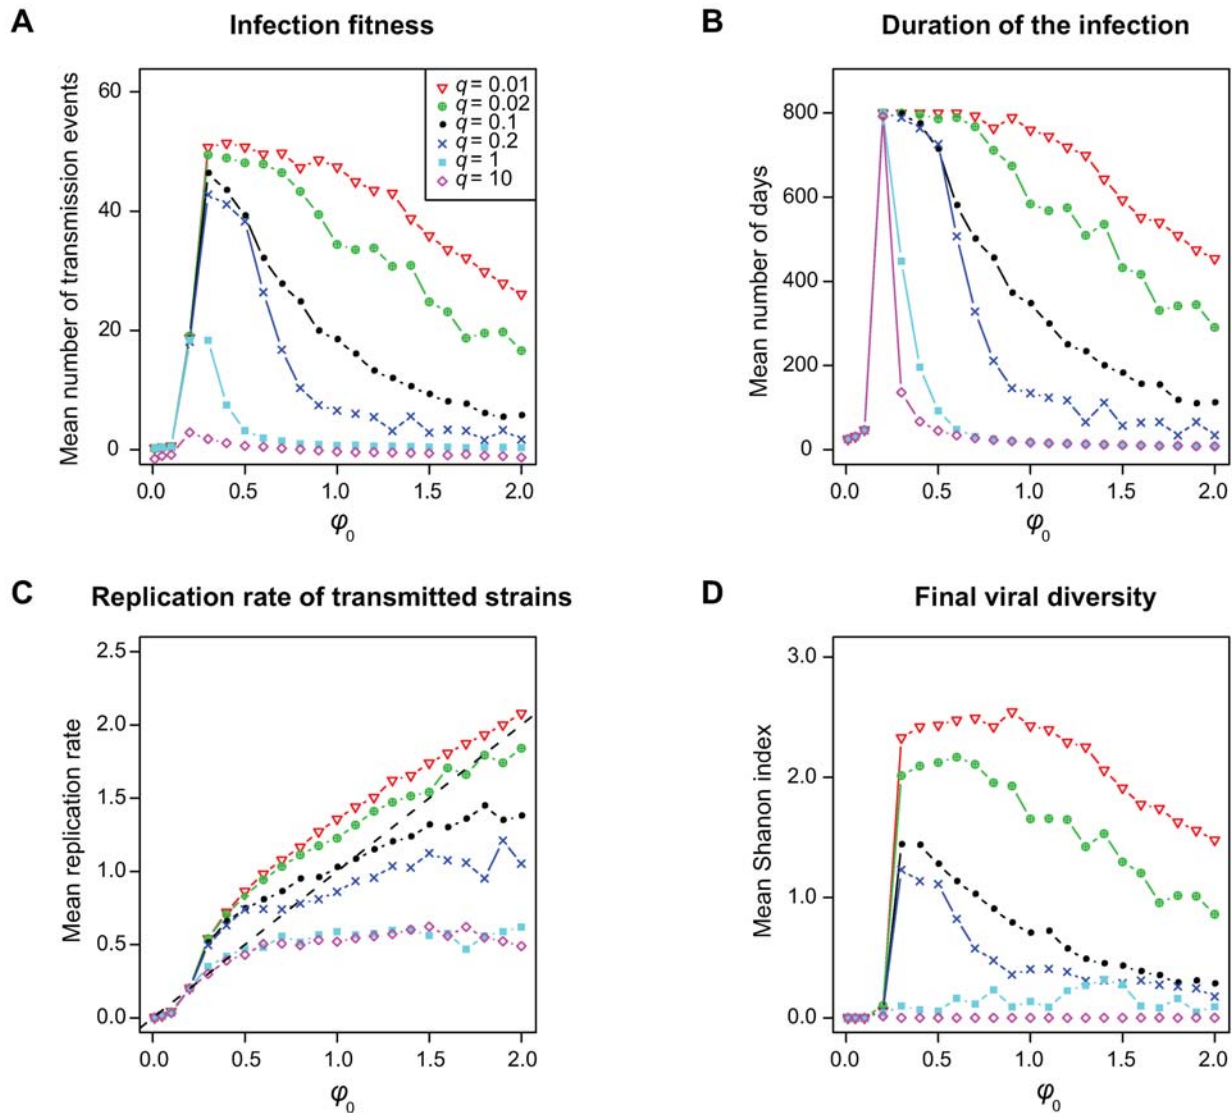 A
Infection fitness
Mean number of transmission events
60
40
20
0
q = 0.01
q = 0.02
q = 0.1
q = 0.2
q = 1
q = 10
0.0 0.5 1.0 1.5 2.0
φ0
B
Duration of the infection
Mean number of days
800
600
400
200
0
0.0 0.5 1.0 1.5 2.0
φ0
C
Replication rate of transmitted strains
Mean replication rate
2.5
2.0
1.5
1.0
0.5
0.0
0.0 0.5 1.0 1.5 2.0
φ0
D
Final viral diversity
Mean Shanon index
3.0
2.0
1.0
0.0
0.0 0.5 1.0 1.5 2.0
φ0